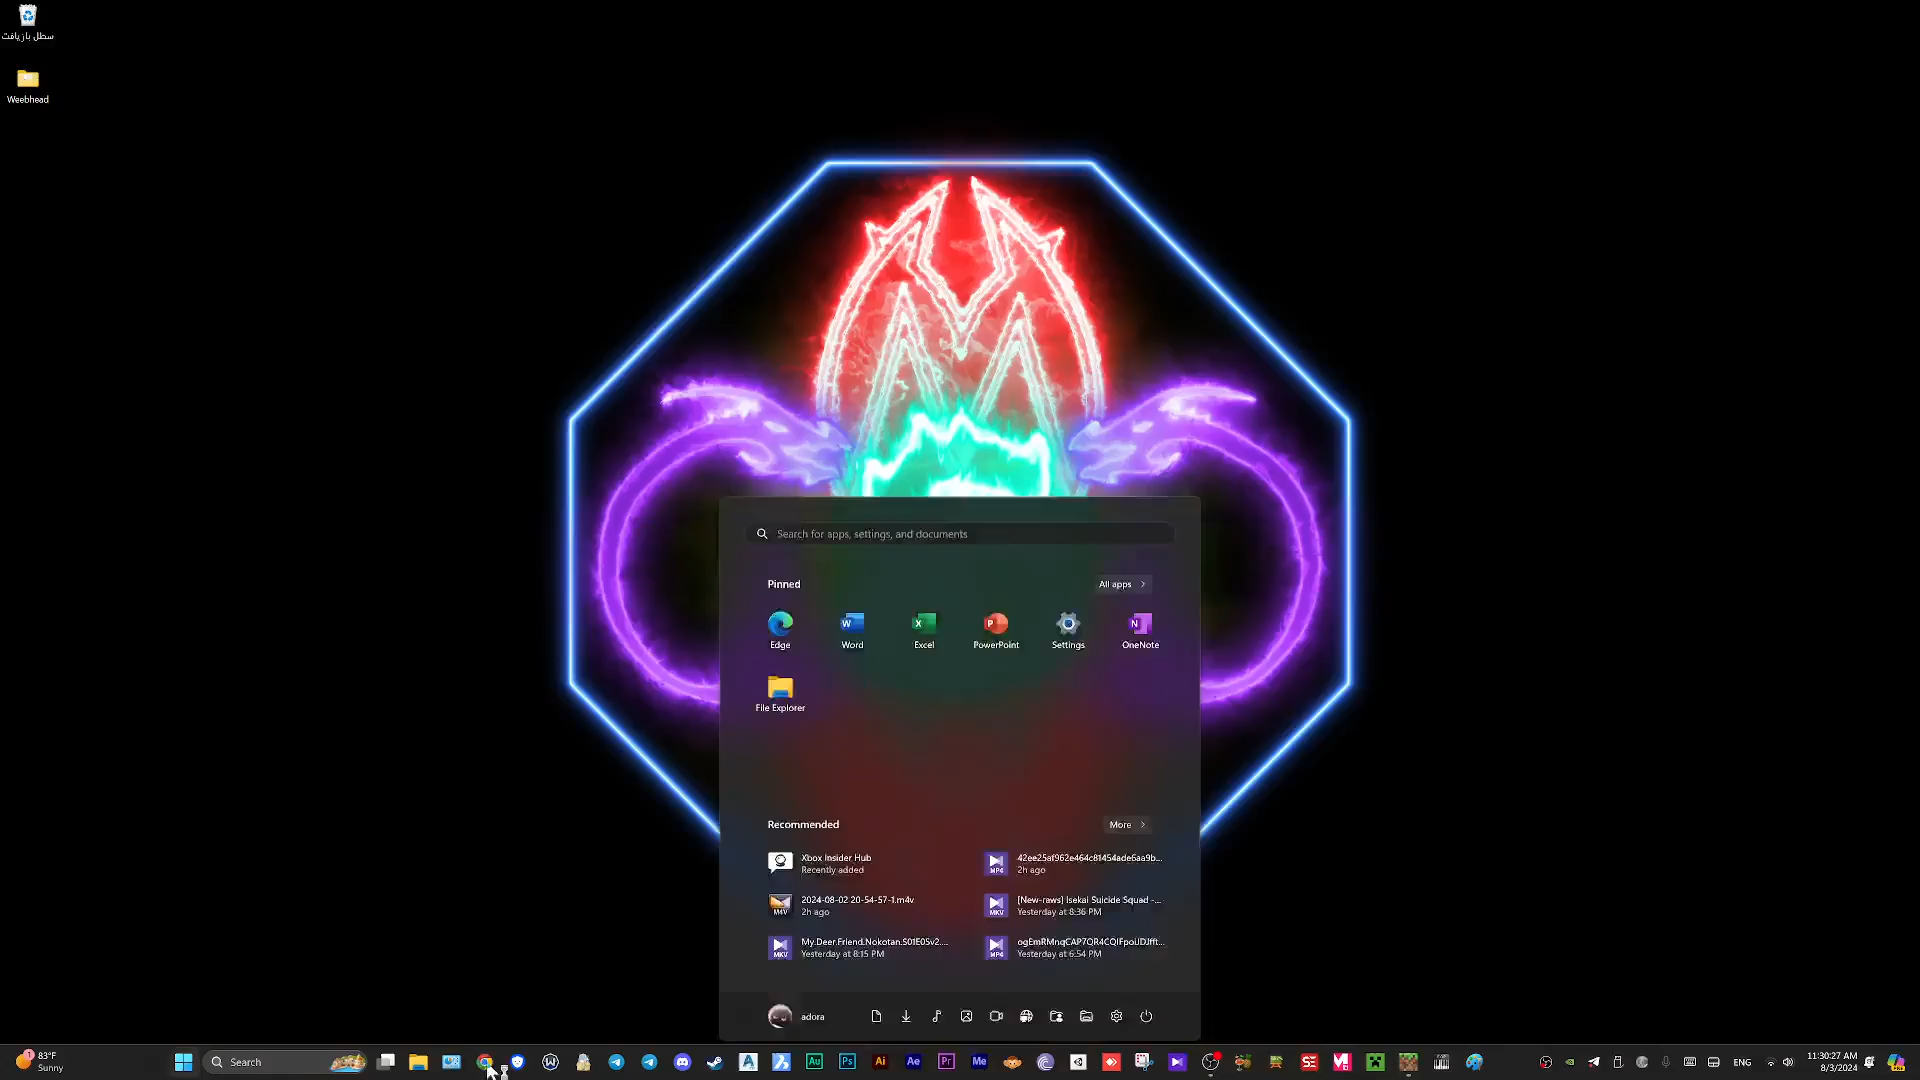 سطل بازیافت
Weebhead
Search for apps, settings, and documents
Pinned
All apps
Edge
Word
Excel
PowerPoint
Settings
OneNote
File Explorer
Recommended
More
Xbox Insider Hub
Recently added
42ee25af962e464c81454ade6aa9b...
2h ago
2024-08-02 20-54-57-1.m4v
2h ago
[New-raws] Isekai Suicide Squad -...
Yesterday at 8:36 PM
My.Deer.Friend.Nokotan.S01E05v2....
Yesterday at 8:15 PM
Yesterday at 6:54 PM
adora
83°F
Sunny
Search
ENG
11:30:27 AM
8/3/2024